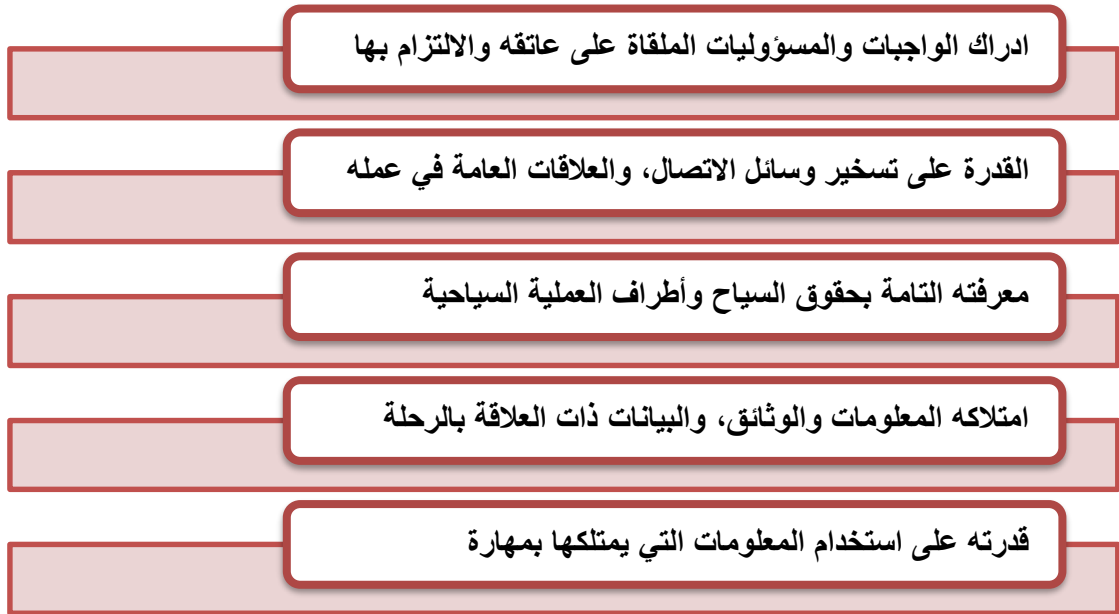 ادراك الواجبات والمسؤوليات الملقاة على عاتقه والالتزام بها
القدرة على تسخير وسائل الاتصال، والعلاقات العامة في عمله
معرفته التامة بحقوق السياح وأطراف العملية السياحية
امتلاكه المعلومات والوثائق، والبيانات ذات العلاقة بالرحلة
قدرته على استخدام المعلومات التي يمتلكها بمهارة